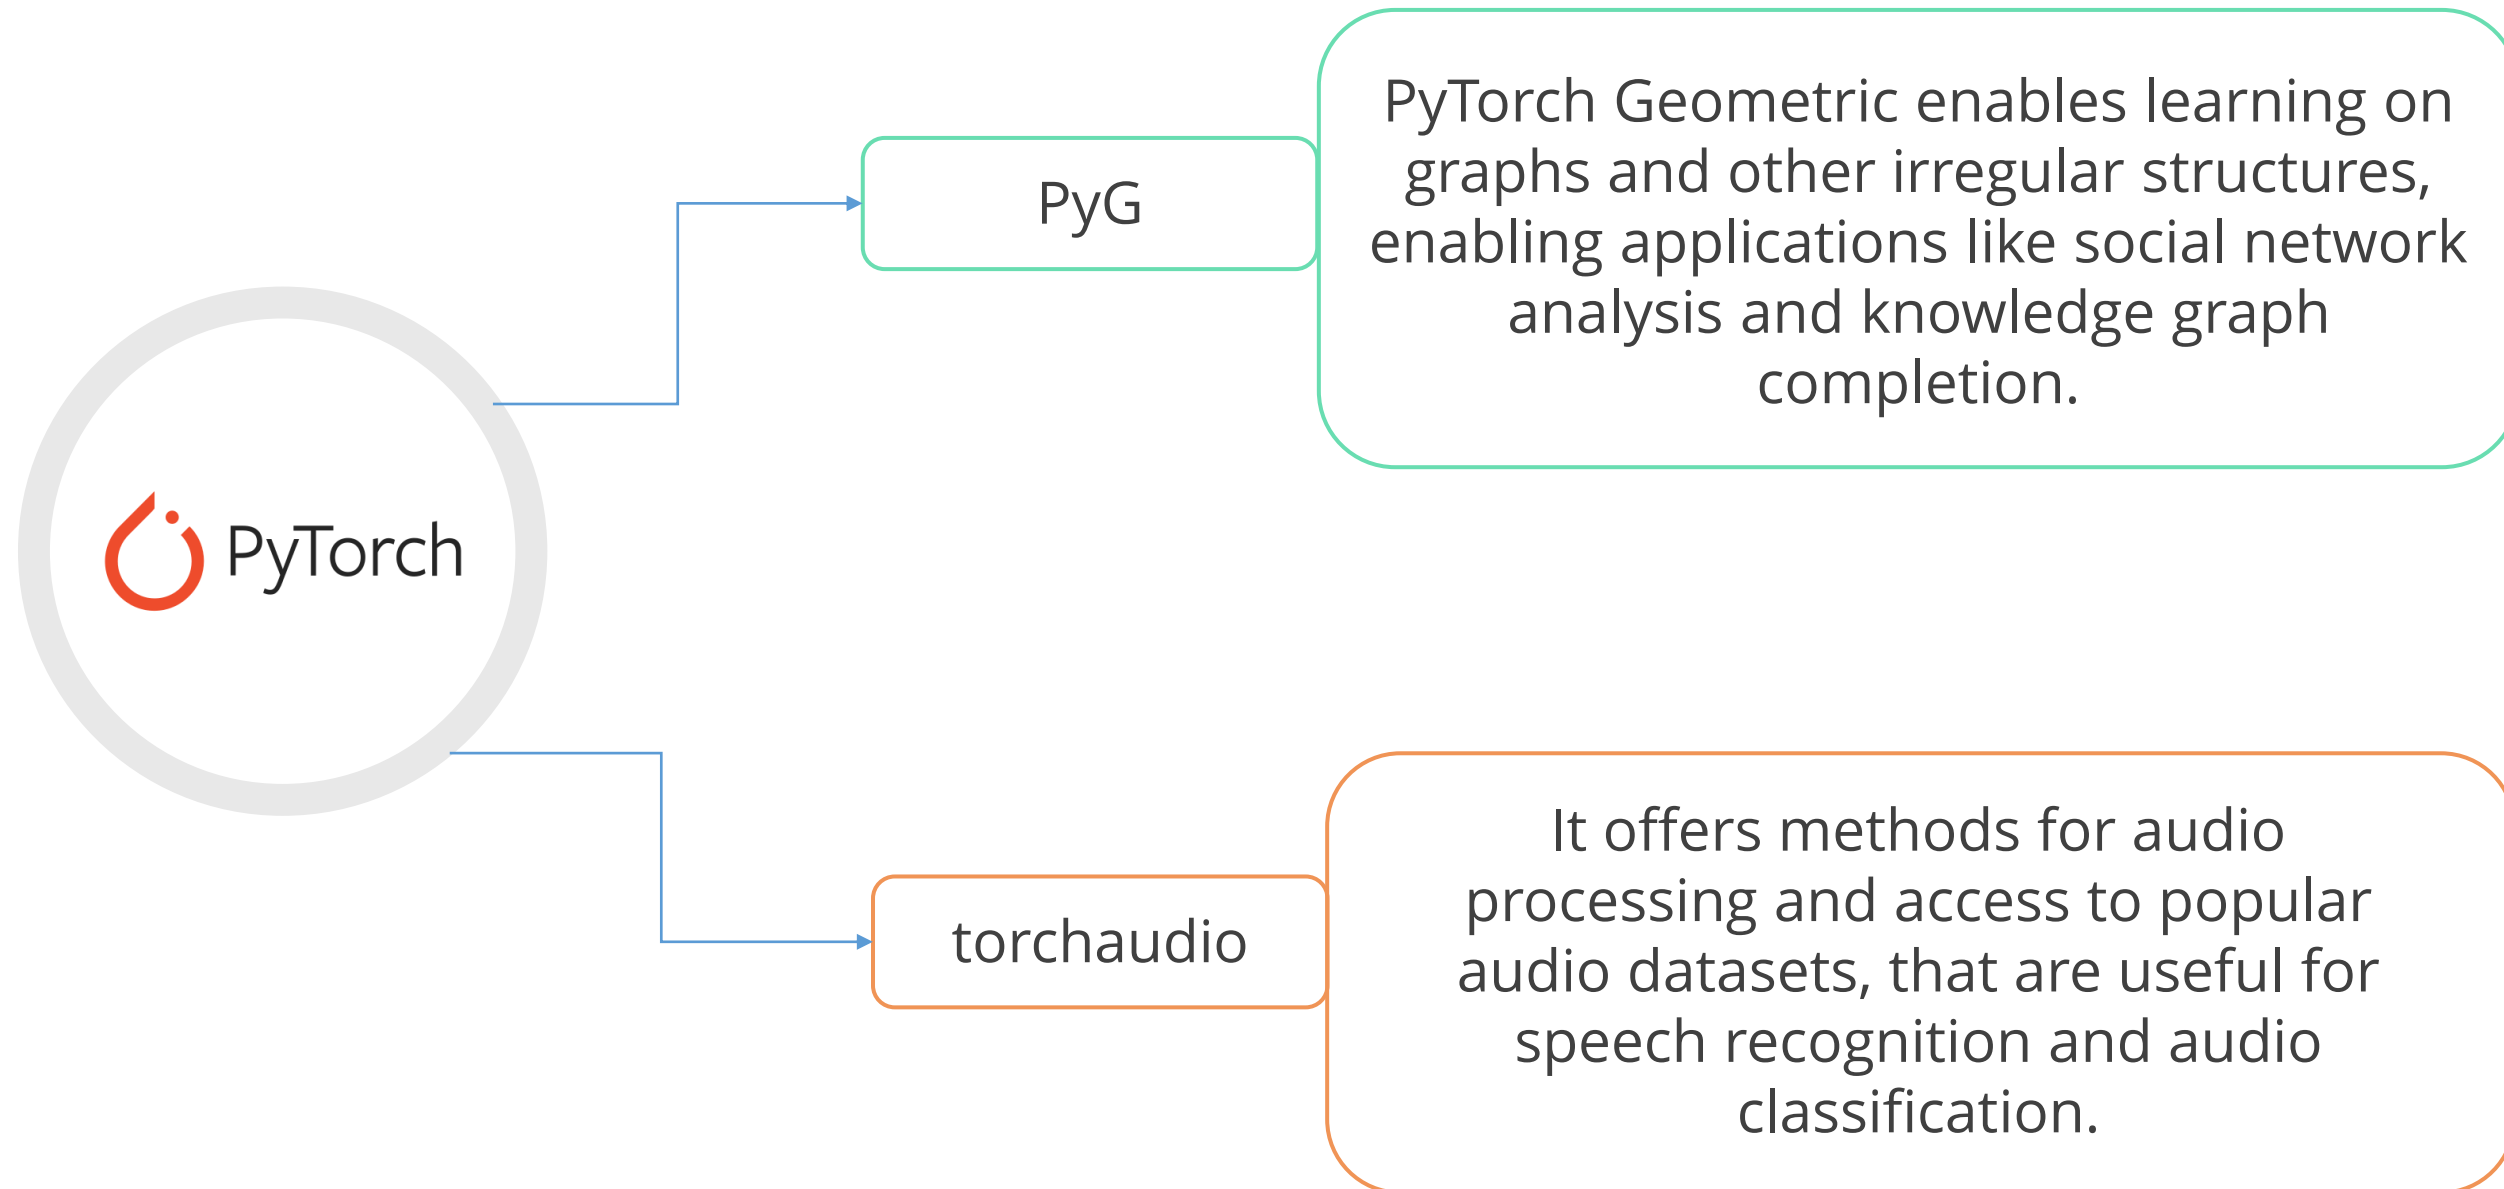 PyTorch
PyG
PyTorch Geometric enables learning on
graphs and other irregular structures,
enabling applications like social network
analysis and knowledge graph
completion.
torchaudio
It offers methods for audio
processing and access to popular
audio datasets, that are useful for
speech recognition and audio
classification.